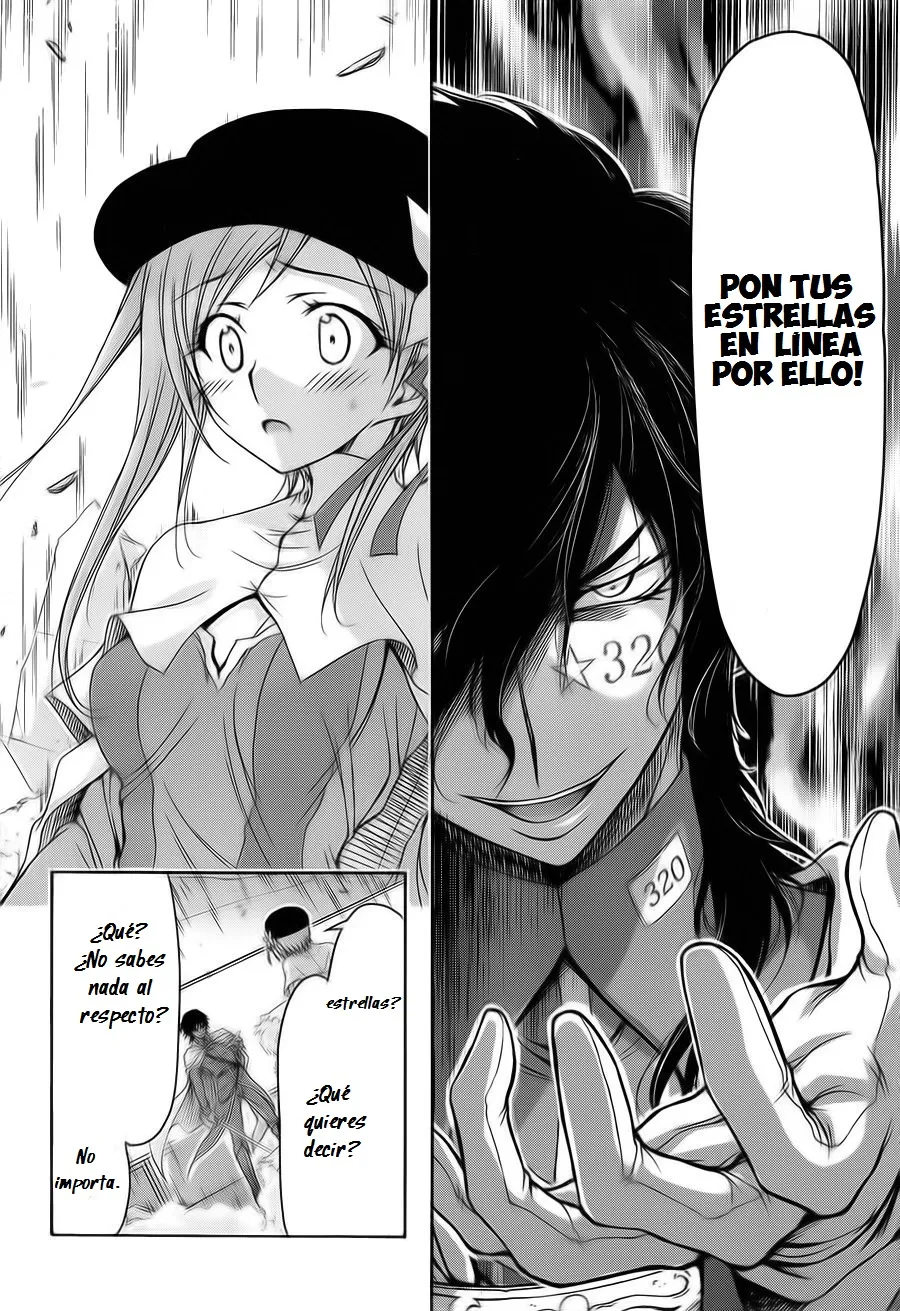 PON TUS
ESTRELLAS
EN LÍNEA
POR ELLO!
★320
320
estrellas?
¿Qué
quieres
decir?
¿Qué?
¿No sabes
nada al
respecto?
No
importa.